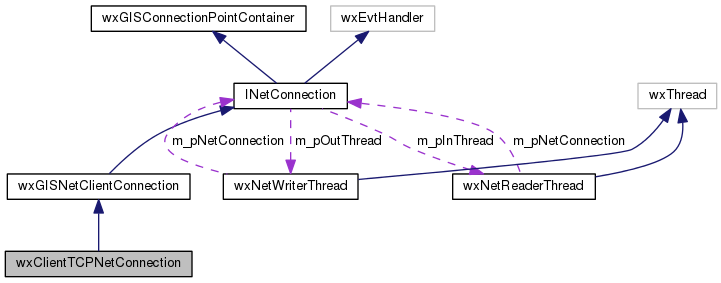 wxGISConnectionPointContainer
wxEvtHandler
INetConnection
wxThread
m_pNetConnection
m_pOutThread
m_pInThread
m_pNetConnection
wxGISNetClientConnection
wxNetWriterThread
wxNetReaderThread
wxClientTCPNetConnection